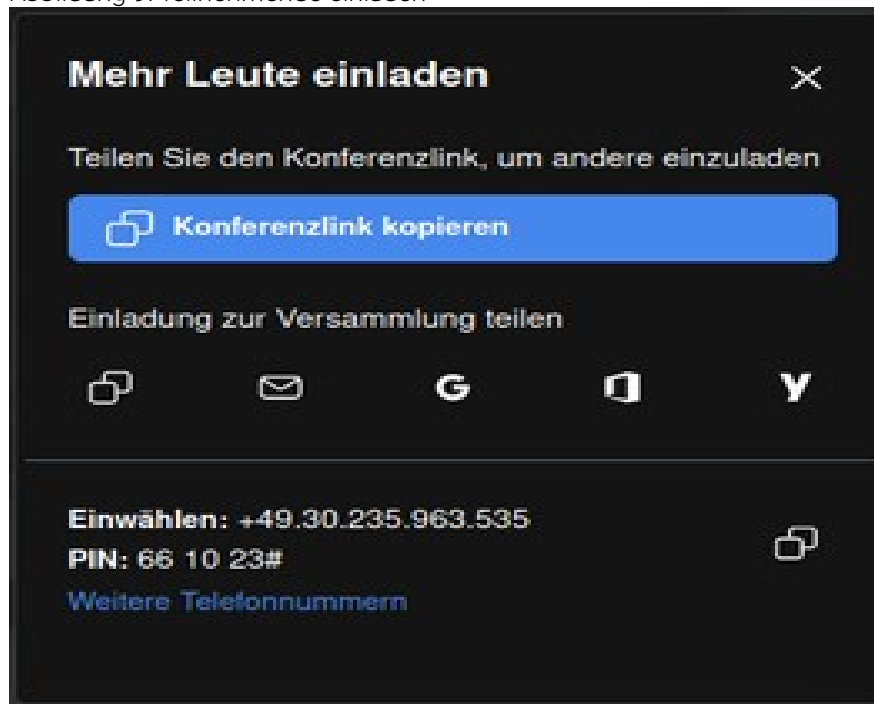 Mehr Leute einladen
Teilen Sie den Konferenzlink, um andere einzuladen
Konferenzlink kopieren
Einladung zur Versammlung teilen
G
y
Einwählen: +49.30.235.963.535
PIN: 66 10 23#
Weitere Telefonnummern